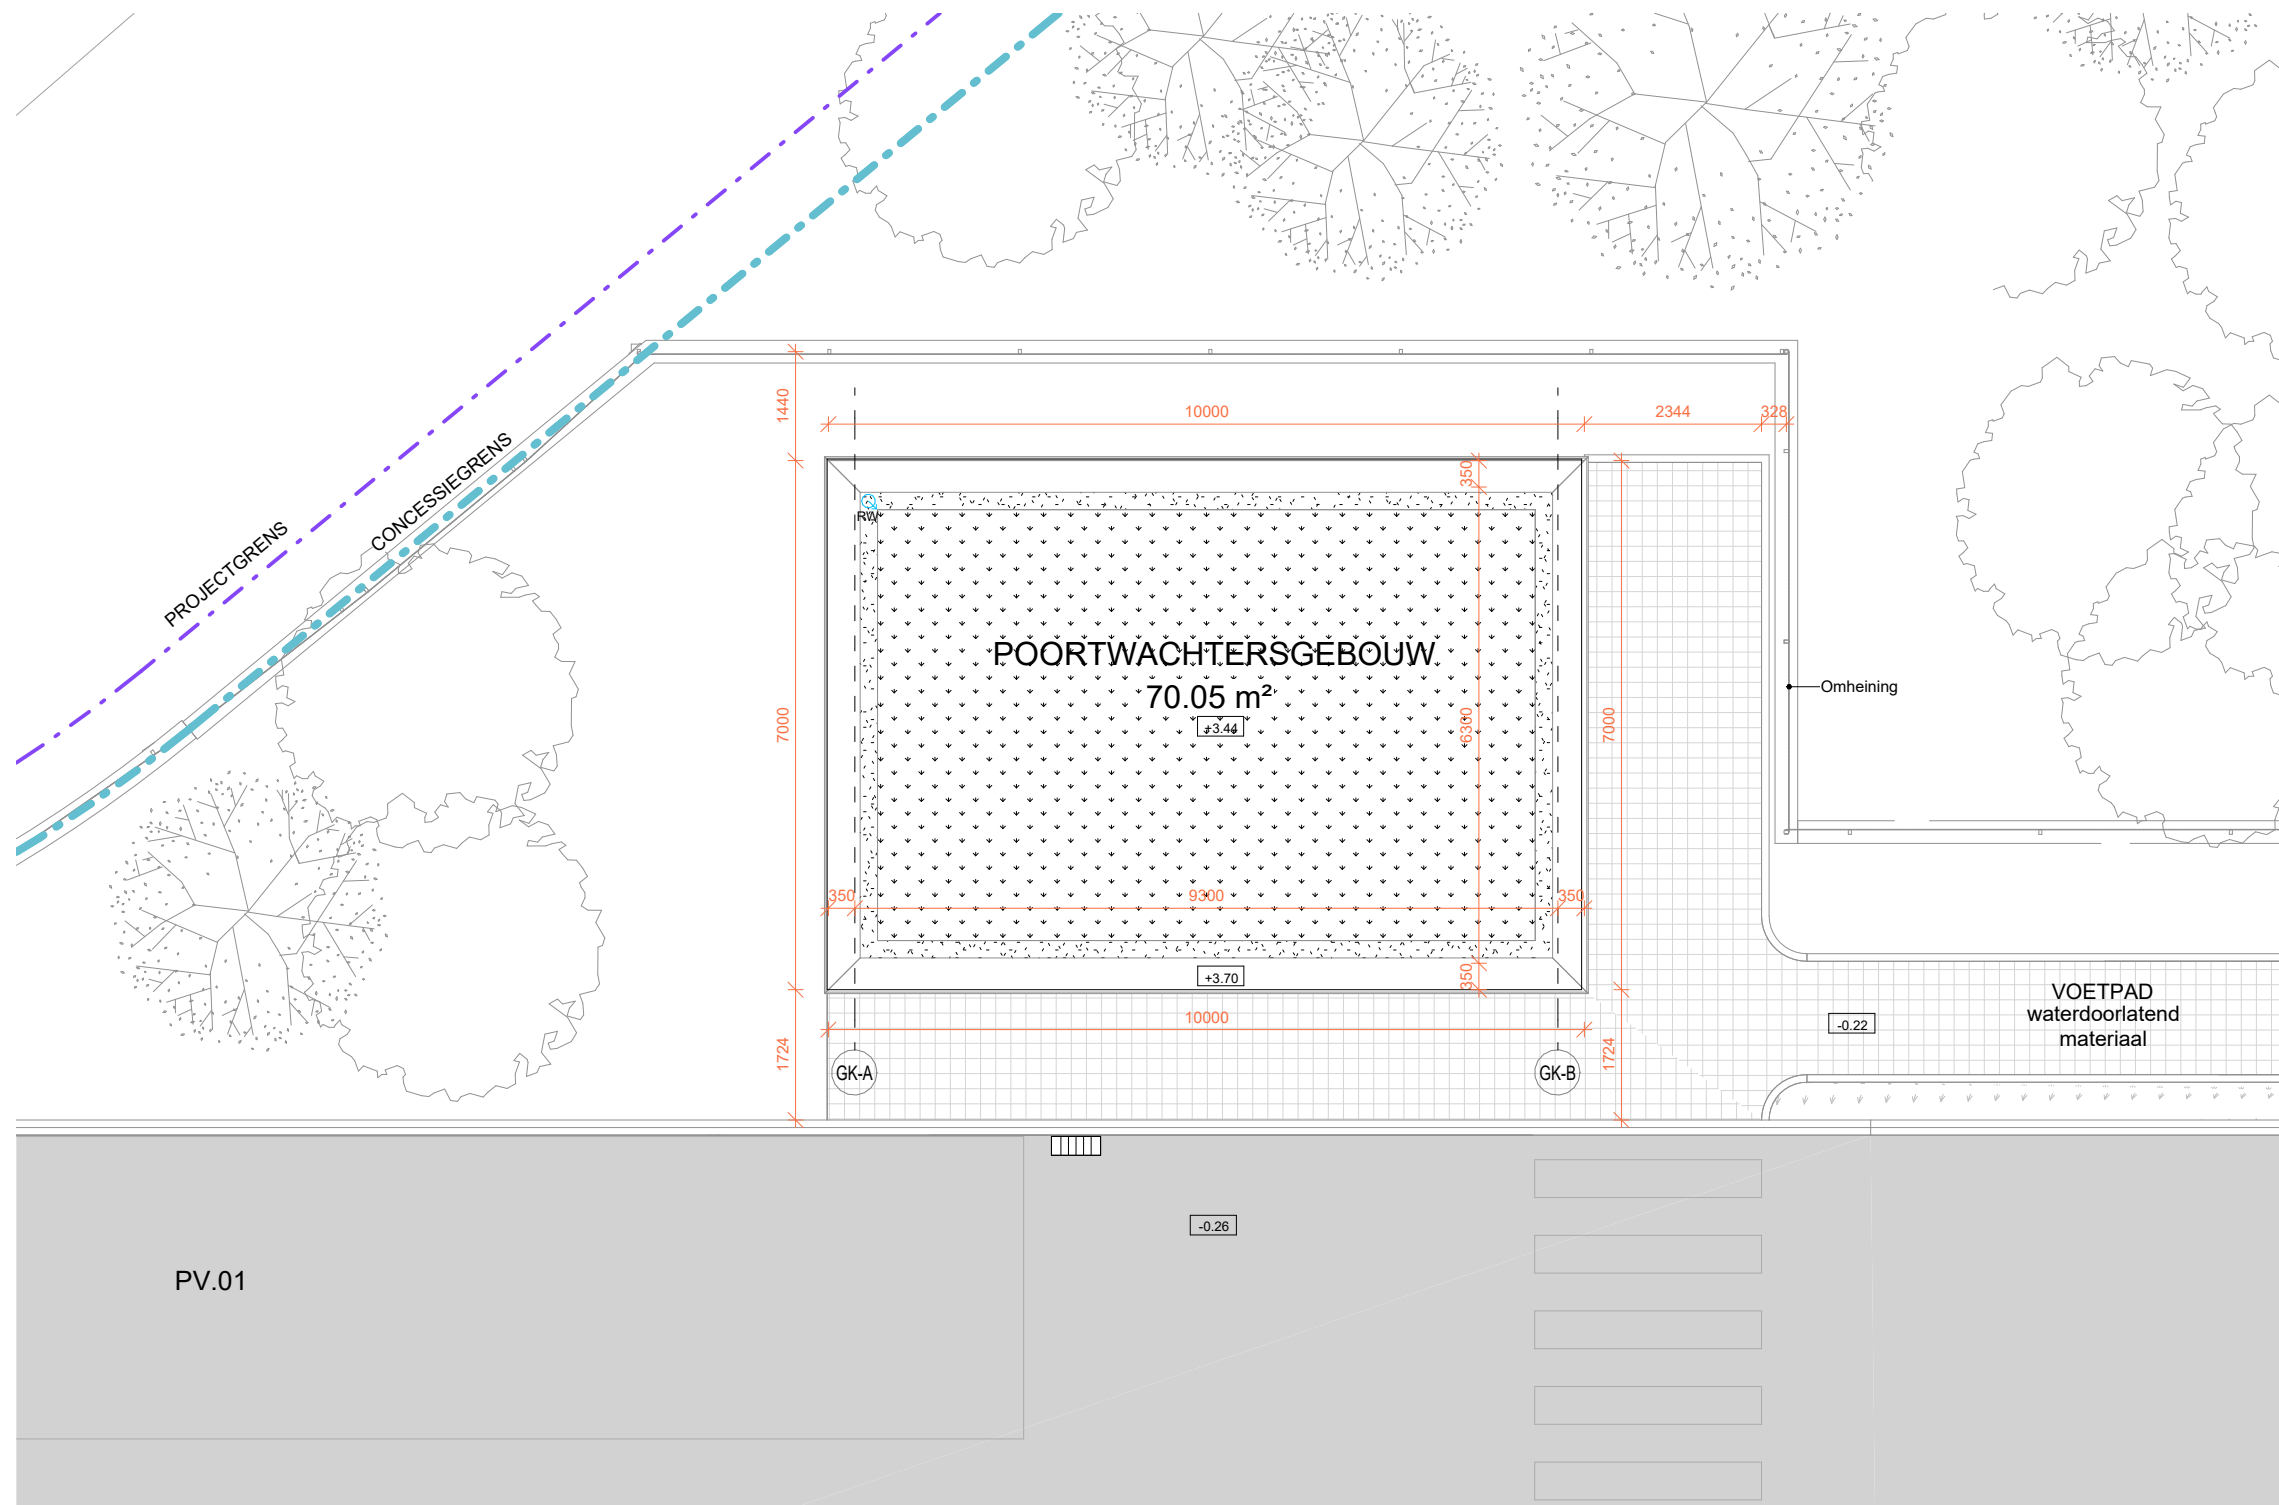 1440
10000
2344
328
CONCESSIEGRENS
PROJECTGRENS
350
RW
POORTWACHTERSGEBOUW
70.05 m²
+3.44
7000
6300
7000
Omheining
350
9300
350
+3.70
350
10000
1724
1724
GK-A
GK-B
VOETPAD
waterdoorlatend
materiaal
-0.22
-0.26
PV.01